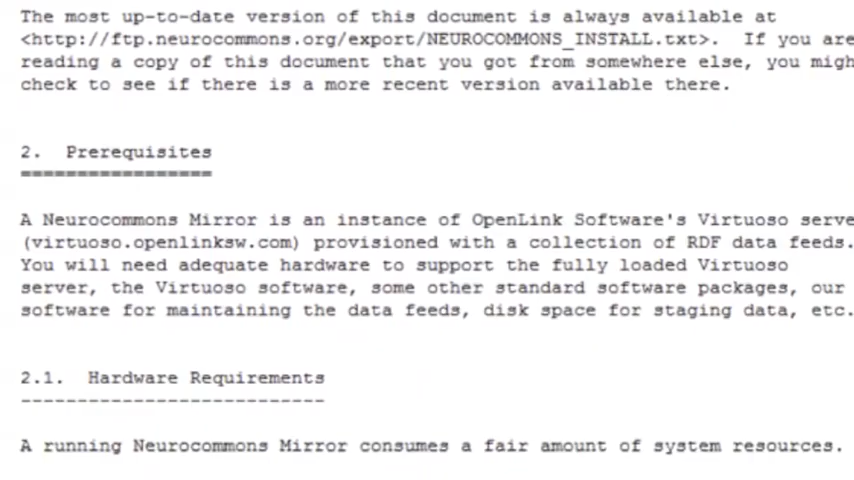 The most up-to-date version of this document is always available at
<http://ftp.neurocommons.org/export/NEUROCOMMONS_INSTALL.txt>.  If you are
reading a copy of this document that you got from somewhere else, you migh
check to see if there is a more recent version available there.
2.  Prerequisites
=================
A Neurocommons Mirror is an instance of OpenLink Software's Virtuoso serve
(virtuoso.openlinksw.com) provisioned with a collection of RDF data feeds.
You will need adequate hardware to support the fully loaded Virtuoso
server, the Virtuoso software, some other standard software packages, our
software for maintaining the data feeds, disk space for staging data, etc.
2.1.  Hardware Requirements
---------------------------
A running Neurocommons Mirror consumes a fair amount of system resources.